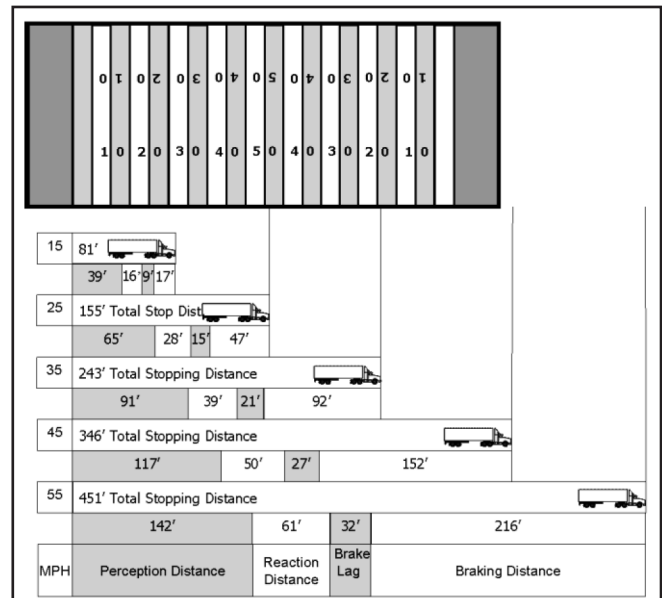 1 0 2 0 3 0 4 0 5 0 4 0 3 0 2 0 1 0
1 0 2 0 3 0 4 0 5 0 4 0 3 0 2 0 1 0
15 81′
39′ 16′ 9′ 17′
25 155′ Total Stop Dist
65′ 28′ 15′ 47′
35 243′ Total Stopping Distance
91′ 39′ 21′ 92′
45 346′ Total Stopping Distance
117′ 50′ 27′ 152′
55 451′ Total Stopping Distance
142′ 61′ 32′ 216′
MPH Perception Distance Reaction Distance Brake Lag Braking Distance